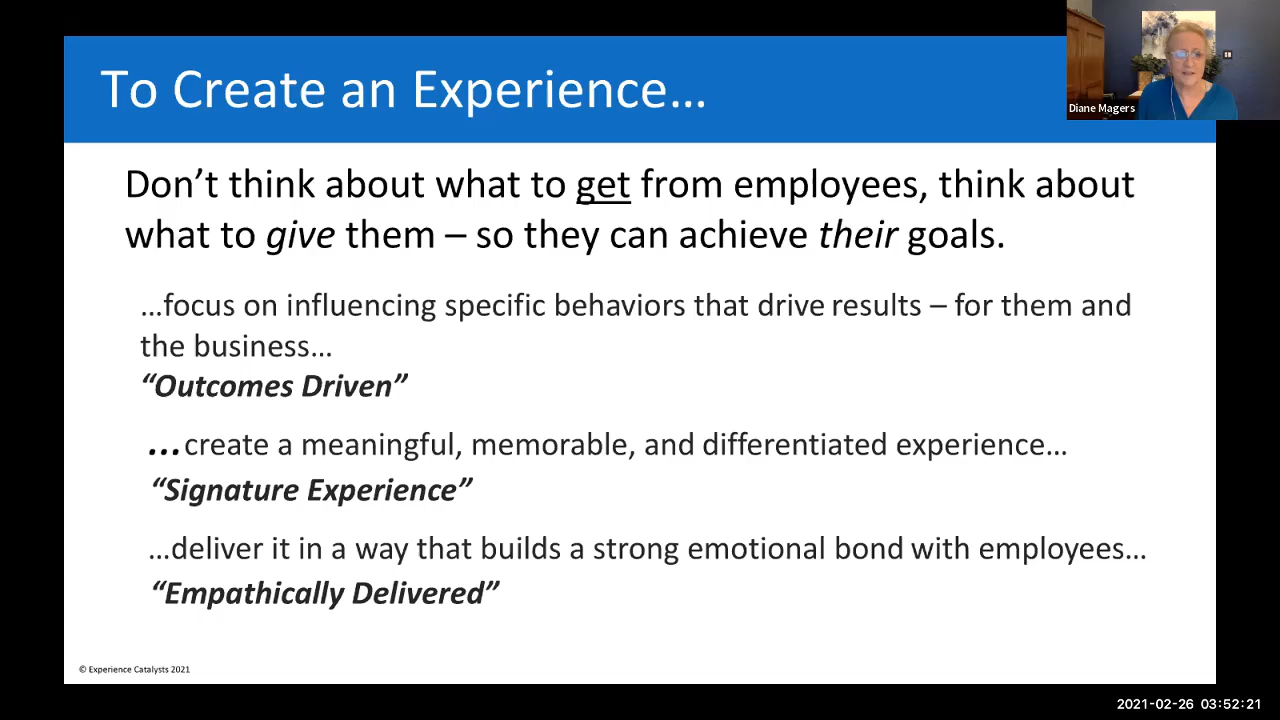 To Create an Experience…
Diane Magers
Don’t think about what to get from employees, think about
what to give them – so they can achieve their goals.
…focus on influencing specific behaviors that drive results – for them and
the business…
“Outcomes Driven”
…create a meaningful, memorable, and differentiated experience…
“Signature Experience”
…deliver it in a way that builds a strong emotional bond with employees…
“Empathically Delivered”
© Experience Catalysts 2021
2021-02-26 03:52:21